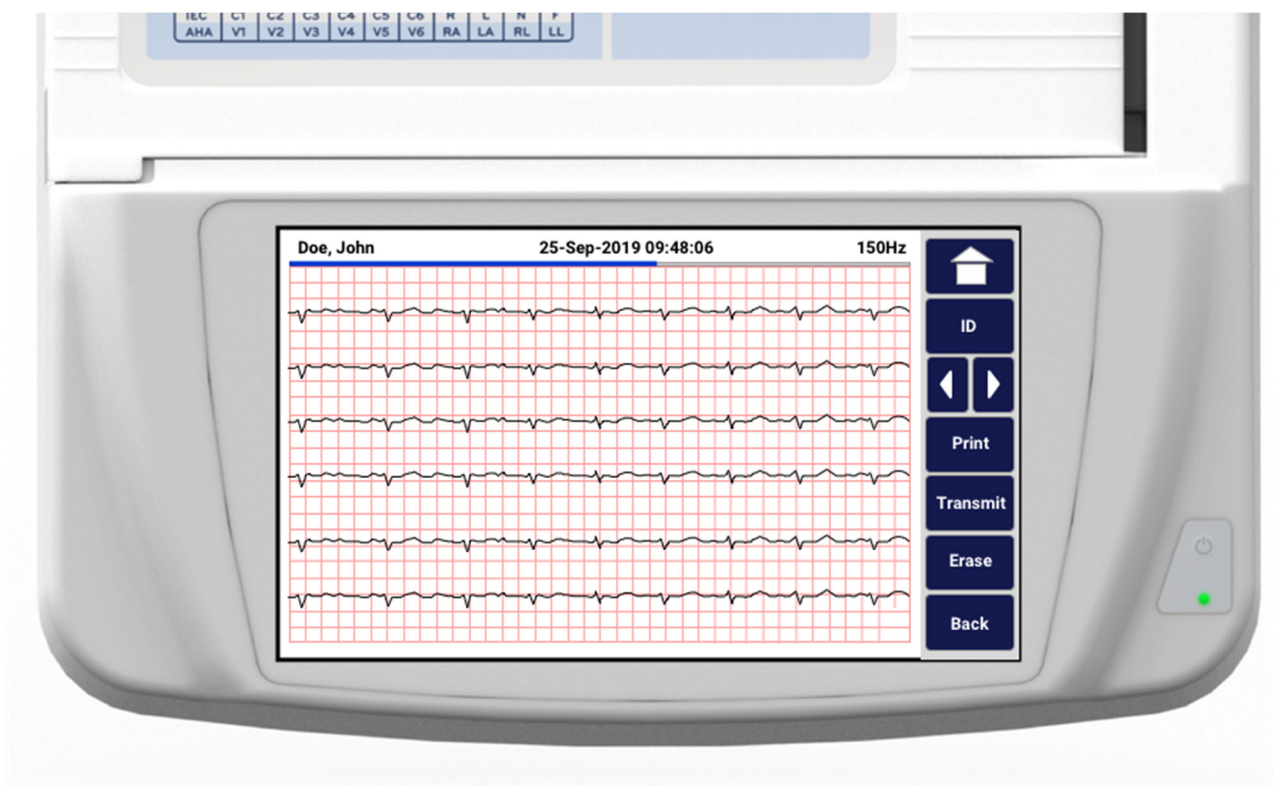 IEC C1 C2 C3 C4 C5 C6 R L N F
AHA V1 V2 V3 V4 V5 V6 RA LA RL LL
Doe, John 25-Sep-2019 09:48:06 150Hz
ID
Print
Transmit
Erase
Back